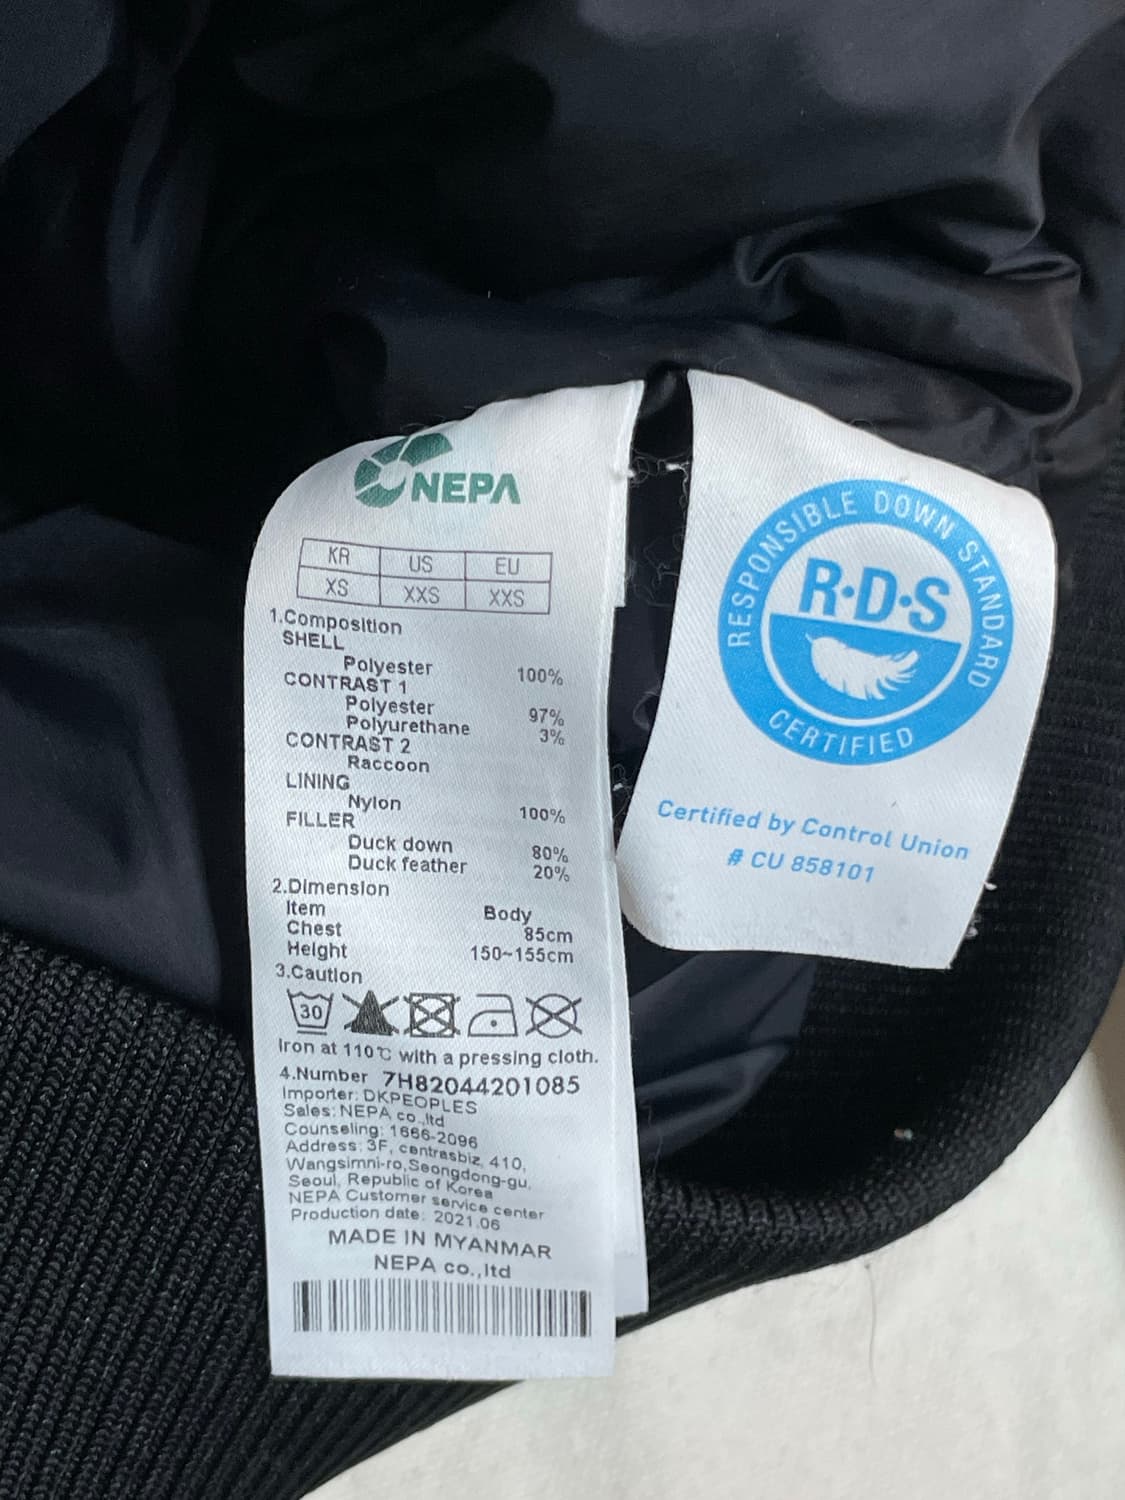 NEPA
KR US EU
XS XXS XXS
1.Composition
SHELL
Polyester 100%
CONTRAST 1
Polyester 97%
Polyurethane 3%
CONTRAST 2
Raccoon
LINING
Nylon 100%
FILLER
Duck down 80%
Duck feather 20%
2.Dimension
Item Body
Chest 85cm
Height 150~155cm
3.Caution
30
Iron at 110℃ with a pressing cloth.
4.Number 7H82044201085
Importer: DKPEOPLES
Sales: NEPA co.,ltd
Counseling: 1666-2096
Address: 3F, centrasbiz, 410,
Wangsimni-ro,Seongdong-gu,
Seoul, Republic of Korea
NEPA Customer service center
Production date: 2021.06
MADE IN MYANMAR
NEPA co.,ltd
RESPONSIBLE DOWN STANDARD
R·D·S
CERTIFIED
Certified by Control Union
# CU 858101